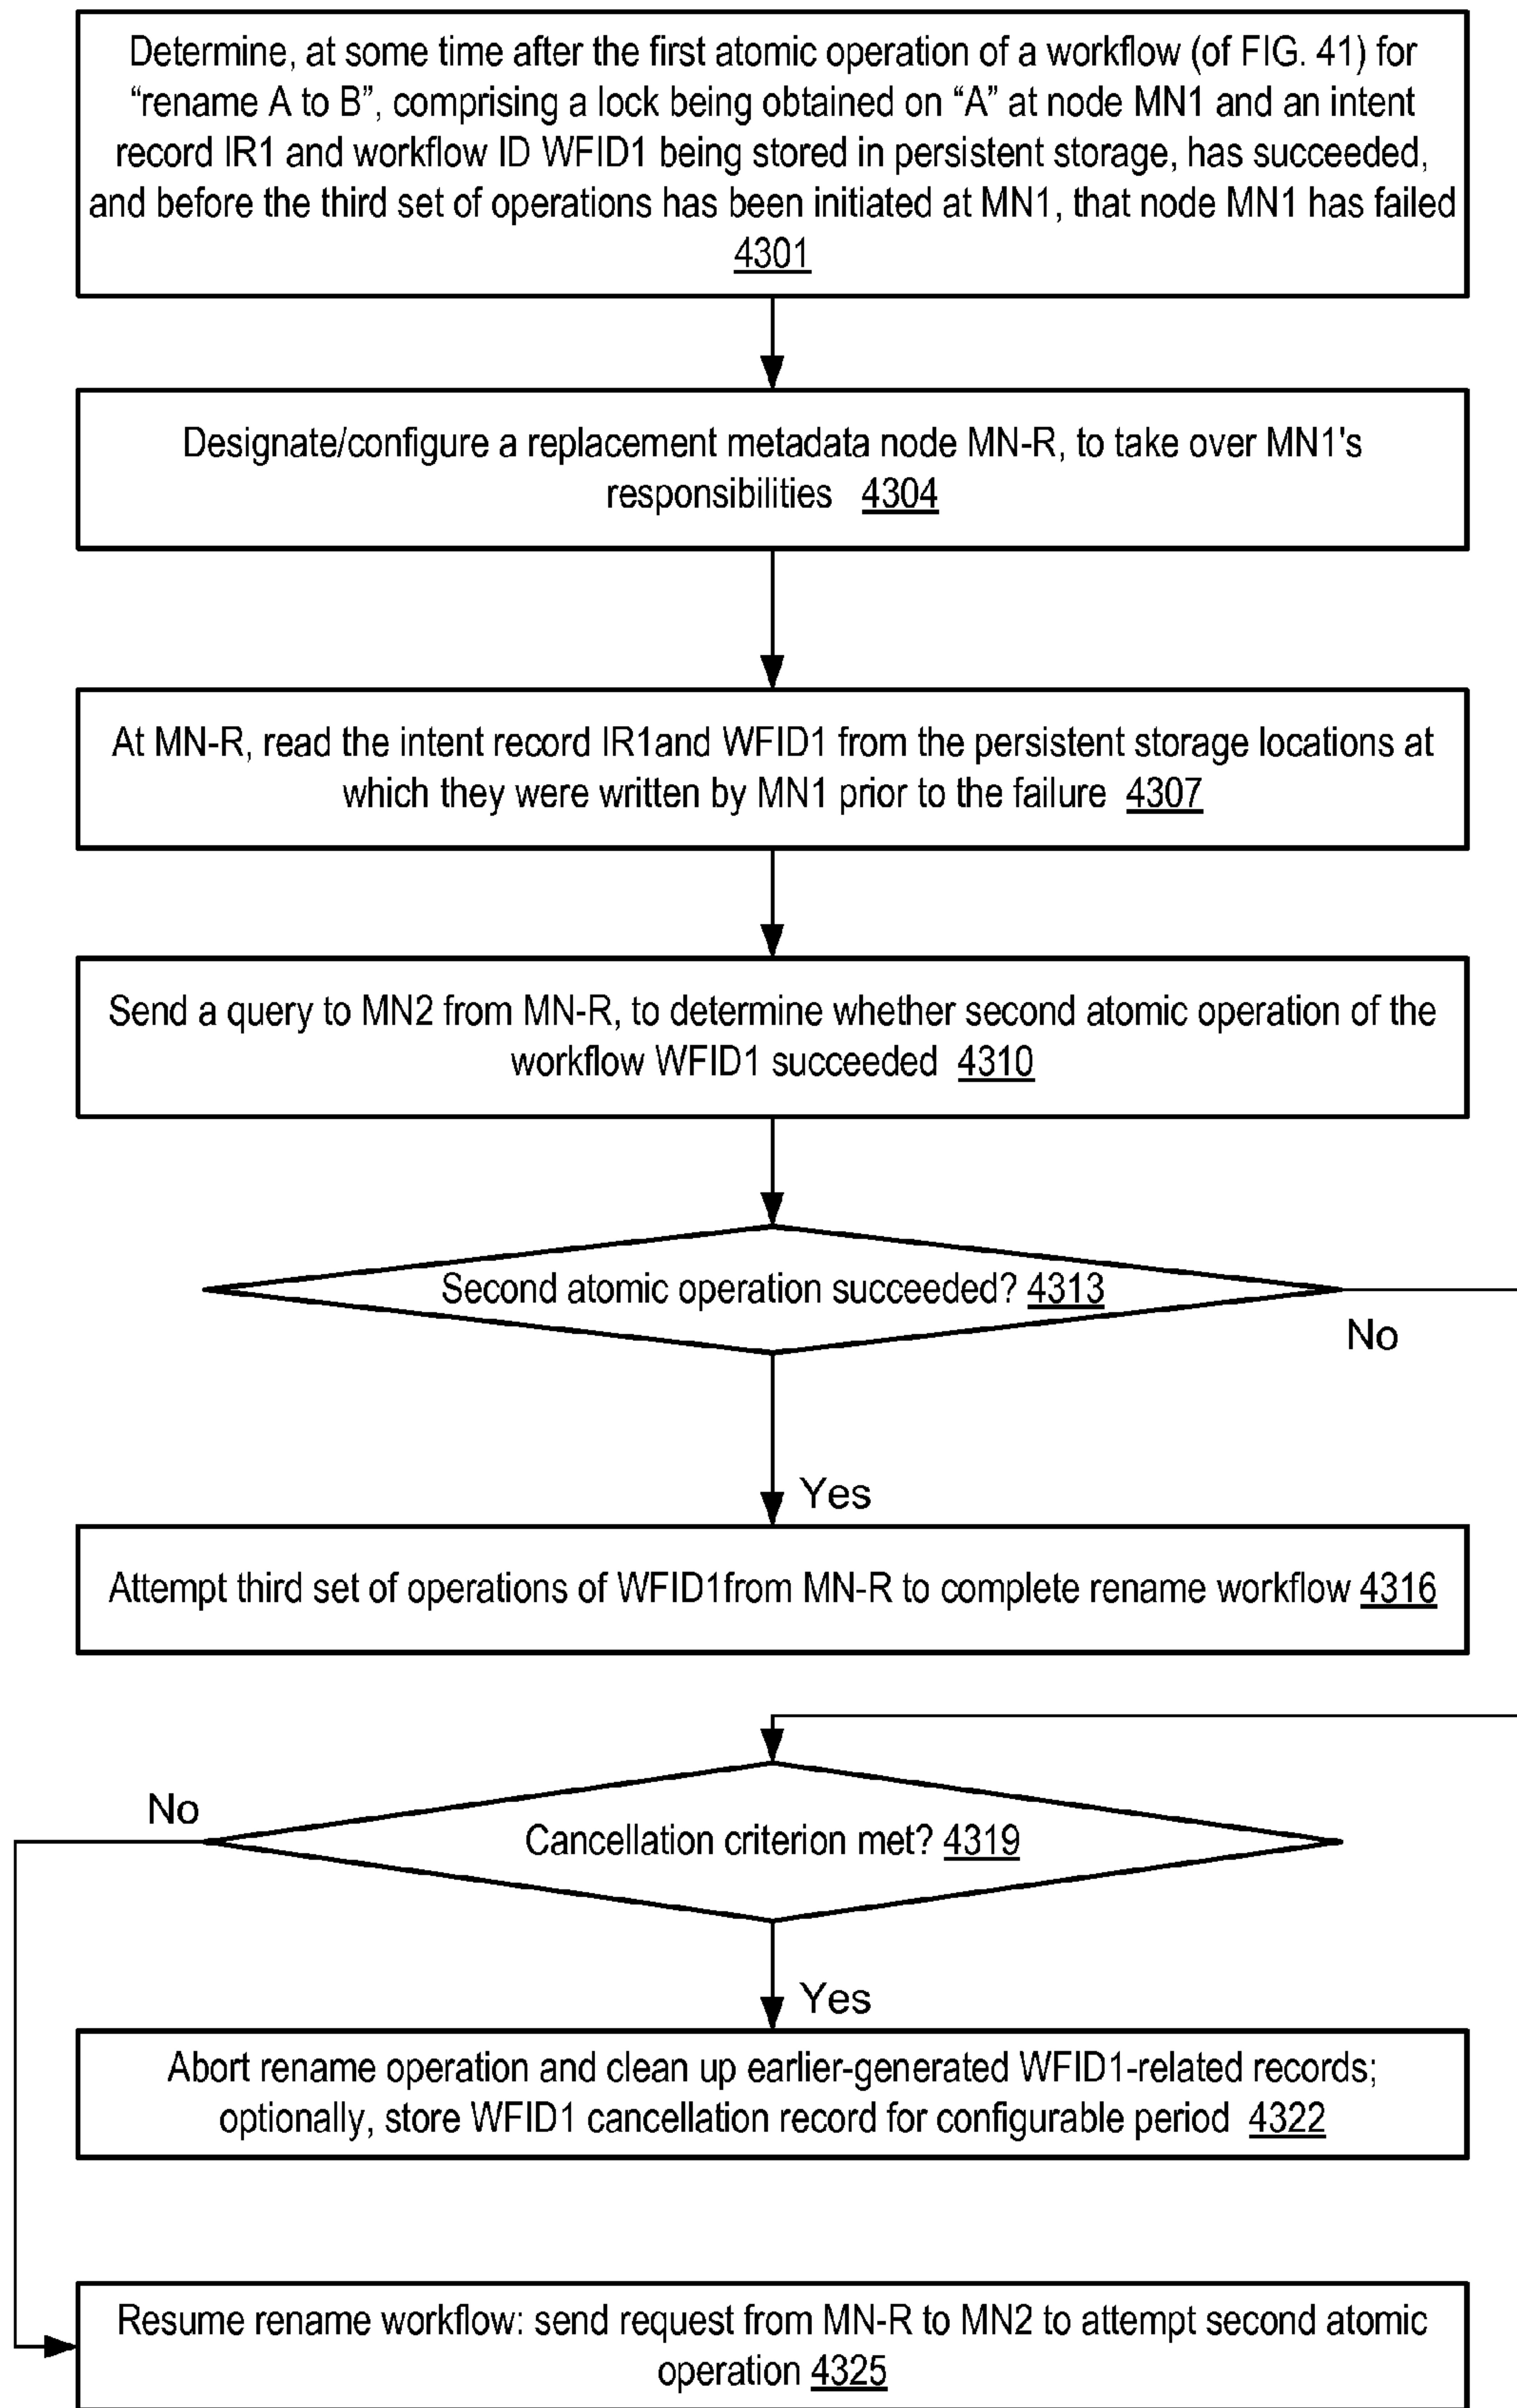 Determine, at some time after the first atomic operation of a workflow (of FIG. 41) for
“rename A to B”, comprising a lock being obtained on “A” at node MN1 and an intent
record IR1 and workflow ID WFID1 being stored in persistent storage, has succeeded,
and before the third set of operations has been initiated at MN1, that node MN1 has failed
4301
Designate/configure a replacement metadata node MN-R, to take over MN1's
responsibilities 4304
At MN-R, read the intent record IR1and WFID1 from the persistent storage locations at
which they were written by MN1 prior to the failure 4307
Send a query to MN2 from MN-R, to determine whether second atomic operation of the
workflow WFID1 succeeded 4310
Second atomic operation succeeded? 4313
No
Yes
Attempt third set of operations of WFID1from MN-R to complete rename workflow 4316
No
Cancellation criterion met? 4319
Yes
Abort rename operation and clean up earlier-generated WFID1-related records;
optionally, store WFID1 cancellation record for configurable period 4322
Resume rename workflow: send request from MN-R to MN2 to attempt second atomic
operation 4325